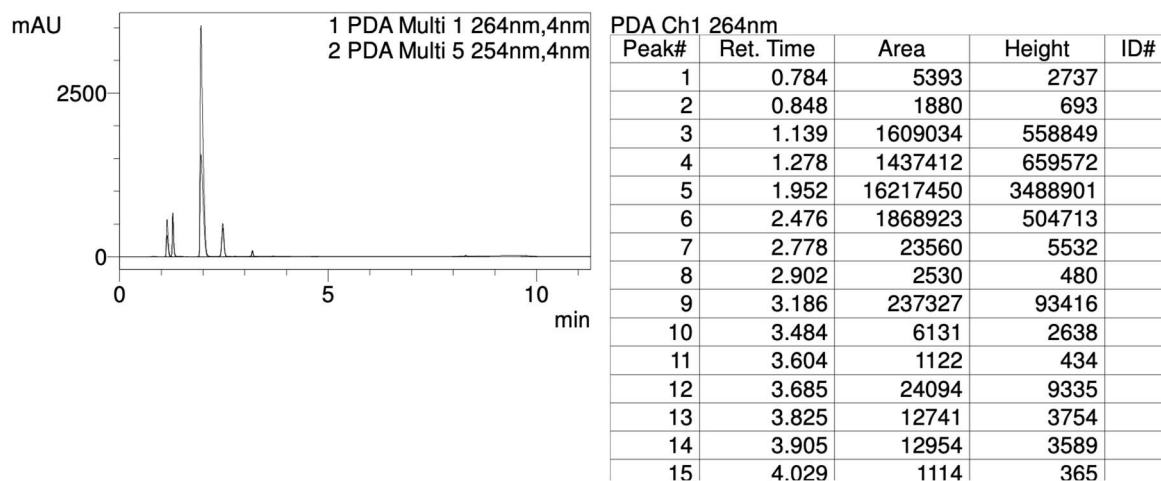 mAU
1 PDA Multi 1 264nm,4nm
2 PDA Multi 5 254nm,4nm
2500
0
0 5 10
min
PDA Ch1 264nm
Peak# Ret. Time Area Height ID#
1 0.784 5393 2737
2 0.848 1880 693
3 1.139 1609034 558849
4 1.278 1437412 659572
5 1.952 16217450 3488901
6 2.476 1868923 504713
7 2.778 23560 5532
8 2.902 2530 480
9 3.186 237327 93416
10 3.484 6131 2638
11 3.604 1122 434
12 3.685 24094 9335
13 3.825 12741 3754
14 3.905 12954 3589
15 4.029 1114 365